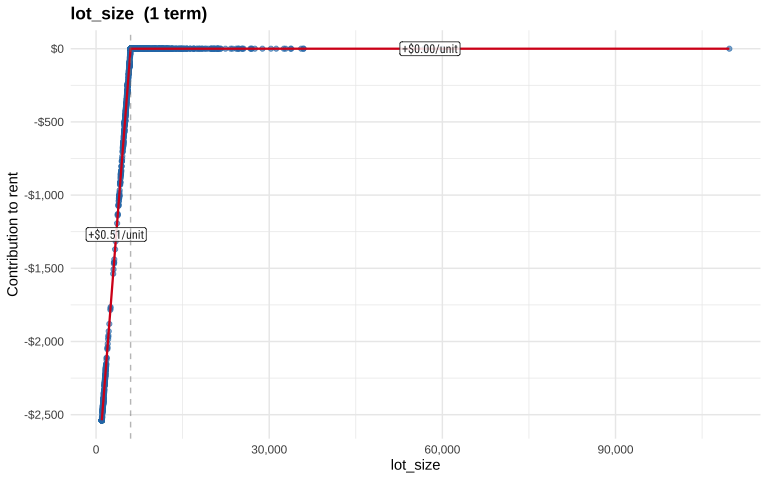 lot_size  (1 term)
$0
-$500
-$1,000
-$1,500
-$2,000
-$2,500
Contribution to rent
+$0.00/unit
+$0.51/unit
0
30,000
60,000
90,000
lot_size